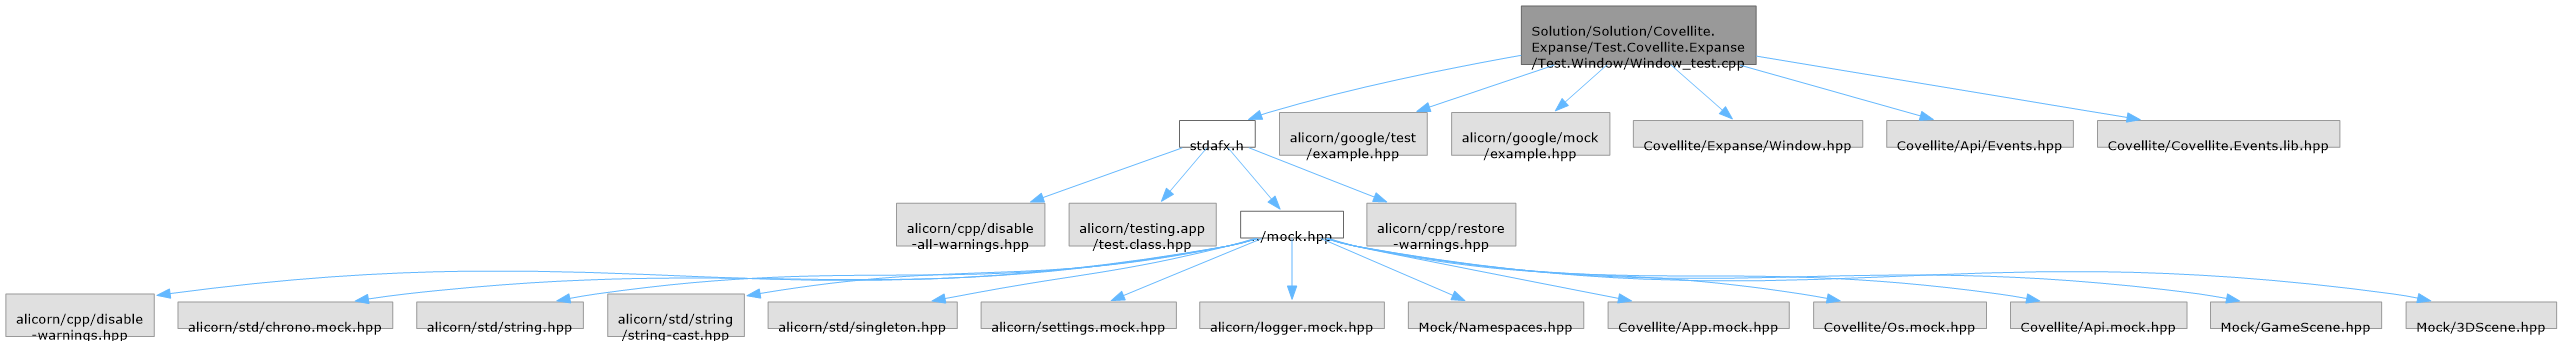 Solution/Solution/Covellite.
Expanse/Test.Covellite.Expanse
/Test.Window/Window_test.cpp
stdafx.h
alicorn/google/test
/example.hpp
alicorn/google/mock
/example.hpp
Covellite/Expanse/Window.hpp
Covellite/Api/Events.hpp
Covellite/Covellite.Events.lib.hpp
alicorn/cpp/disable
-all-warnings.hpp
alicorn/testing.app
/test.class.hpp
../mock.hpp
alicorn/cpp/restore
-warnings.hpp
alicorn/cpp/disable
-warnings.hpp
alicorn/std/chrono.mock.hpp
alicorn/std/string.hpp
alicorn/std/string
/string-cast.hpp
alicorn/std/singleton.hpp
alicorn/settings.mock.hpp
alicorn/logger.mock.hpp
Mock/Namespaces.hpp
Covellite/App.mock.hpp
Covellite/Os.mock.hpp
Covellite/Api.mock.hpp
Mock/GameScene.hpp
Mock/3DScene.hpp